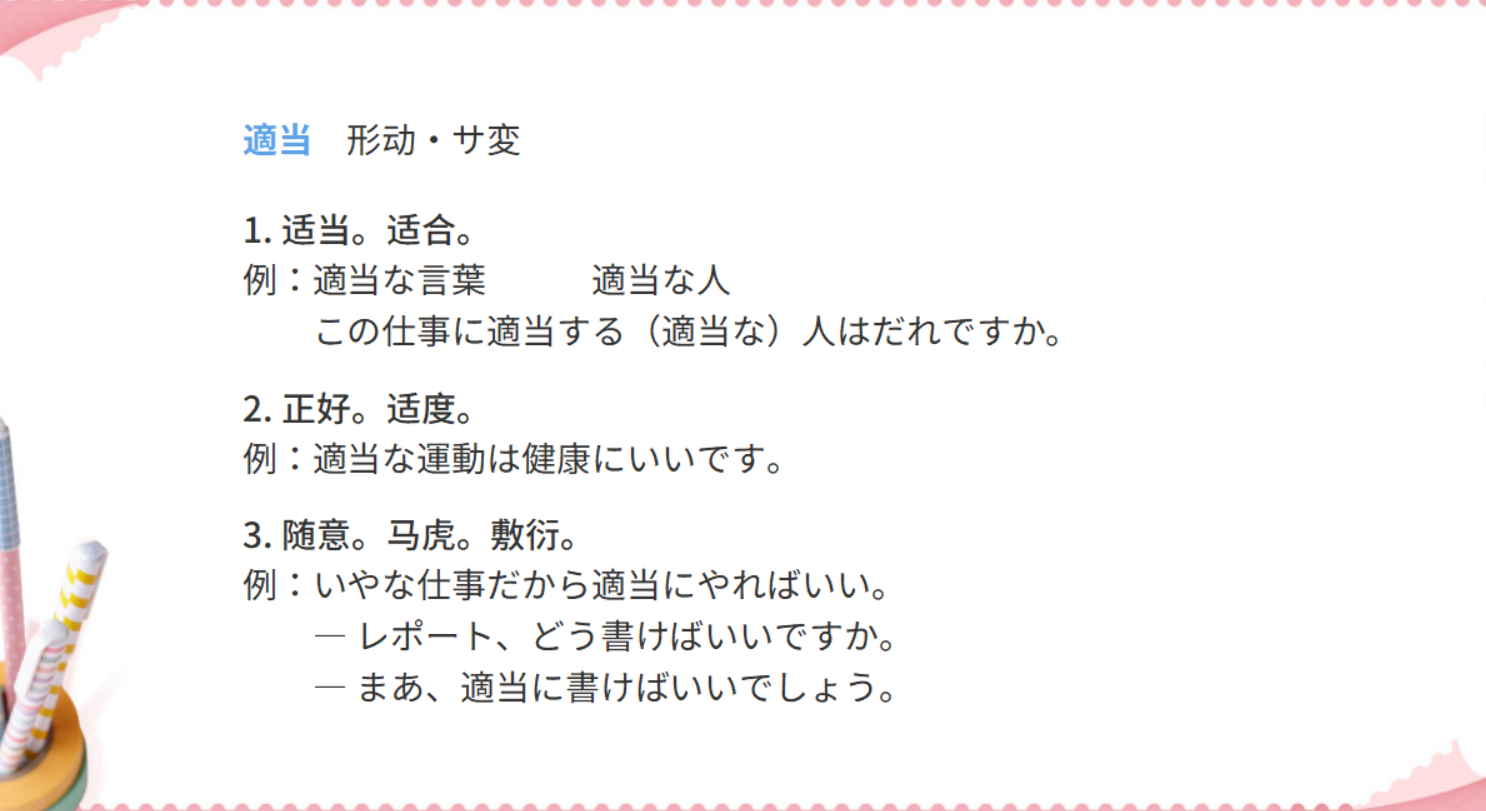 適当　形动・サ変
1. 适当。适合。
例：適当な言葉　　　適当な人
この仕事に適当する（適当な）人はだれですか。
2. 正好。适度。
例：適当な運動は健康にいいです。
3. 随意。马虎。敷衍。
例：いやな仕事だから適当にやればいい。
— レポート、どう書けばいいですか。
— まあ、適当に書けばいいでしょう。